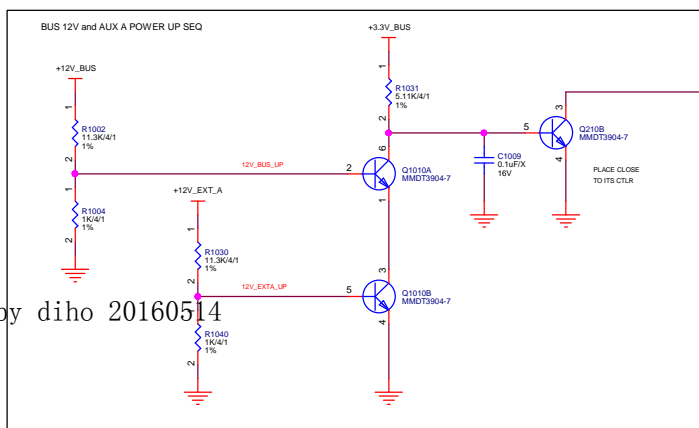 BUS 12V and AUX A POWER UP SEQ
+3.3V_BUS
+12V_BUS
1
R1031
5.11K/4/1
1%
2
1
R1002
11.3K/4/1
1%
2
3
5
Q210B
MMDT3904-7
4
6
C1009
0.1uF/X
16V
PLACE CLOSE
TO ITS CTLR
12V_BUS_UP
2
Q1010A
MMDT3904-7
1
1
R1004
1K/4/1
1%
2
+12V_EXT_A
1
R1030
11.3K/4/1
1%
2
3
12V_EXTA_UP
5
Q1010B
MMDT3904-7
4
by diho 20160514
1
R1040
1K/4/1
1%
2